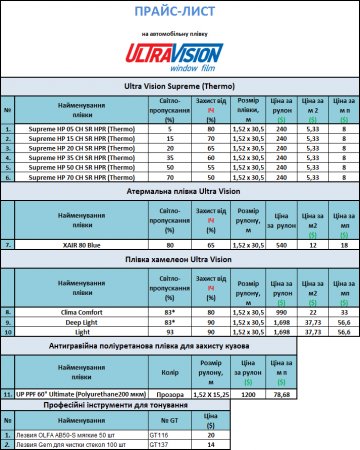 ПРАЙС-ЛИСТ
на автомобільну плівку
ULTRAVISION
window film
Ultra Vision Supreme (Thermo)
№ Найменування плівки Світло-пропускання (%) Захист від ІЧ (%) Розмір плівки, м Ціна за рулон ($) Ціна за м 2 ($) Ціна за м п ($)
1. Supreme HP 05 CH SR HPR (Thermo) 5 80 1,52 x 30,5 240 5,33 8
2. Supreme HP 15 CH SR HPR (Thermo) 15 70 1,52 x 30,5 240 5,33 8
3. Supreme HP 20 CH SR HPR (Thermo) 20 65 1,52 x 30,5 240 5,33 8
4. Supreme HP 35 CH SR HPR (Thermo) 35 60 1,52 x 30,5 240 5,33 8
5. Supreme HP 50 CH SR HPR (Thermo) 50 55 1,52 x 30,5 240 5,33 8
6. Supreme HP 70 CH SR HPR (Thermo) 70 50 1,52 x 30,5 240 5,33 8
Атермальна плівка Ultra Vision
Найменування плівки Світло-пропускання (%) Захист від ІЧ (%) Розмір рулону, м Ціна за рулон ($) Ціна за м2 ($) Ціна за мп ($)
7. XAIR 80 Blue 80 65 1,52 x 30,5 540 12 18
Плівка хамелеон Ultra Vision
Найменування плівки Світло-пропускання (%) Захист від ІЧ (%) Розмір рулону, м Ціна за рулон ($) Ціна за м2 ($) Ціна за мп ($)
8. Clima Comfort 83* 80 1,52 x 30,5 990 22 33
9. Deep Light 83* 90 1,52 x 30,5 1,698 37,73 56,6
10 Light 93 90 1,52 x 30,5 1,698 37,73 56,6
Антигравійна поліуретанова плівка для захисту кузова
Найменування плівки Колір Розмір рулону, м Ціна за рулон ($) Ціна за м п ($)
11. UP PPF 60" Ultimate (Polyurethane200 мкм) Прозора 1,52 X 15,25 1200 78,68
Професійні інструменти для тонування
Найменування № GT Ціна ($)
1. Лезвия OLFA AB50-S мягкие 50 шт GT116 20
2. Лезвия Gem для чистки стекол 100 шт GT137 14